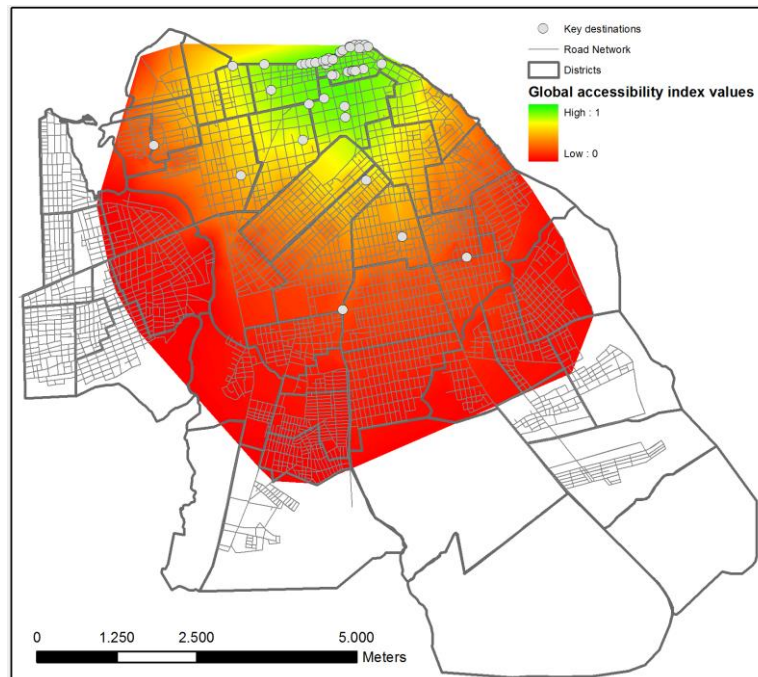 Key destinations
Road Network
Districts
Global accessibility index values
High : 1
Low : 0
0 1.250 2.500 5.000
Meters